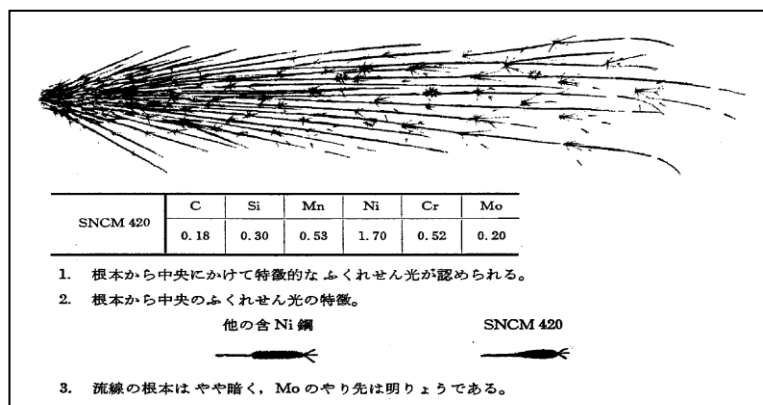 SNCM 420 C Si Mn Ni Cr Mo
0.18 0.30 0.53 1.70 0.52 0.20
1. 根本から中央にかけて特徴的なふくれせん光が認められる。
2. 根本から中央のふくれせん光の特徴。
他の含 Ni 鋼 SNCM 420
3. 流線の根本はやや暗く，Moのやり先は明りょうである。